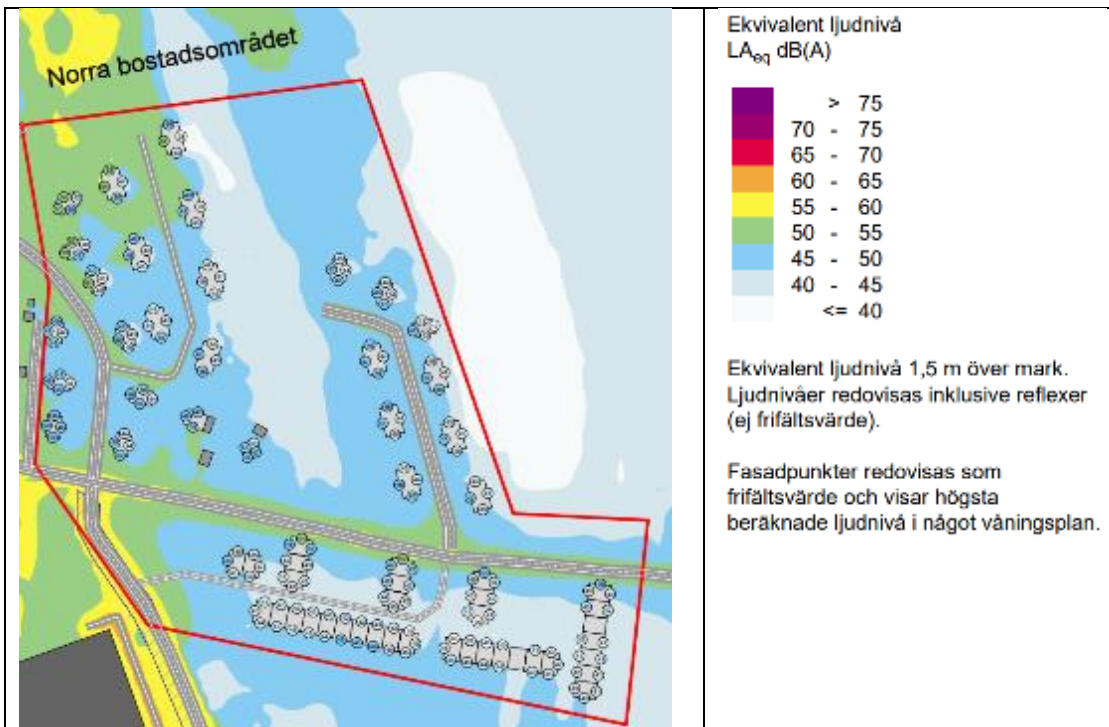 Norra bostadsområdet
Ekvivalent ljudnivå
LAeq dB(A)
> 75
70 - 75
65 - 70
60 - 65
55 - 60
50 - 55
45 - 50
40 - 45
<= 40
Ekvivalent ljudnivå 1,5 m över mark.
Ljudnivåer redovisas inklusive reflexer
(ej frifältsvärde).
Fasadpunkter redovisas som
frifältsvärde och visar högsta
beräknade ljudnivå i något våningsplan.